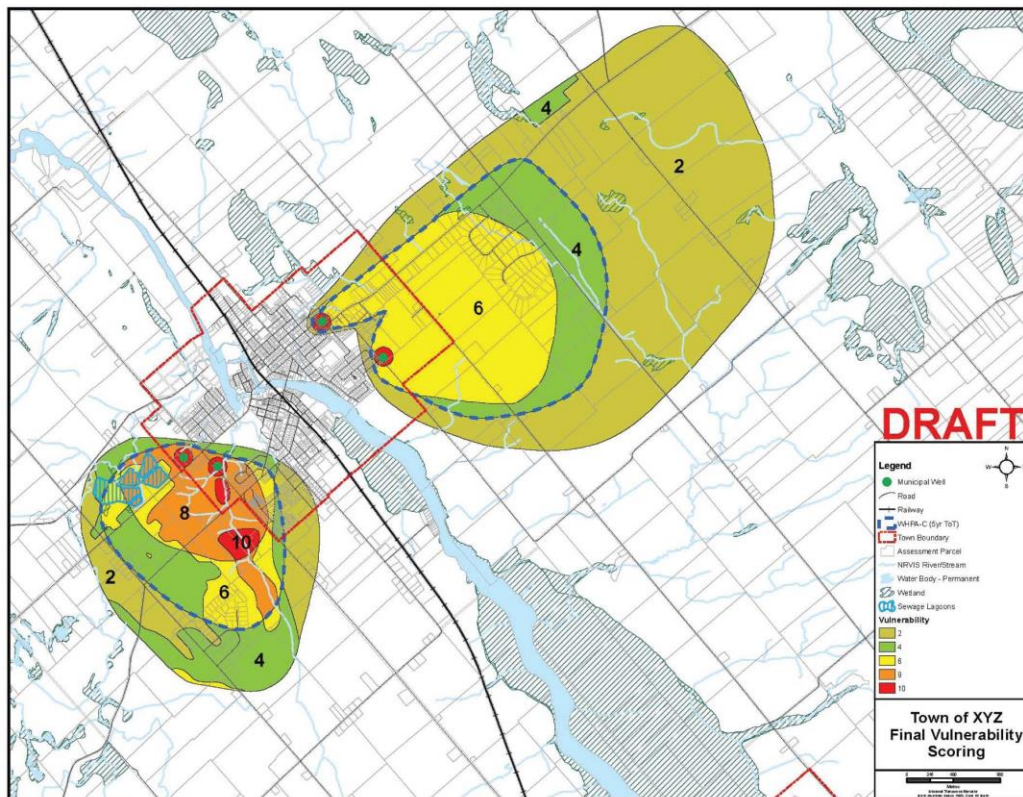 4
2
4
6
8
10
2
6
4
DRAFT
Legend
N
W
E
S
Municipal Well
Road
Railway
WHPA-C (5yr ToT)
Town Boundary
Assessment Parcel
NRVIS River/Stream
Water Body - Permanent
Wetland
Sewage Lagoons
Vulnerability
2
4
6
8
10
Town of XYZ
Final Vulnerability
Scoring
0
Metres